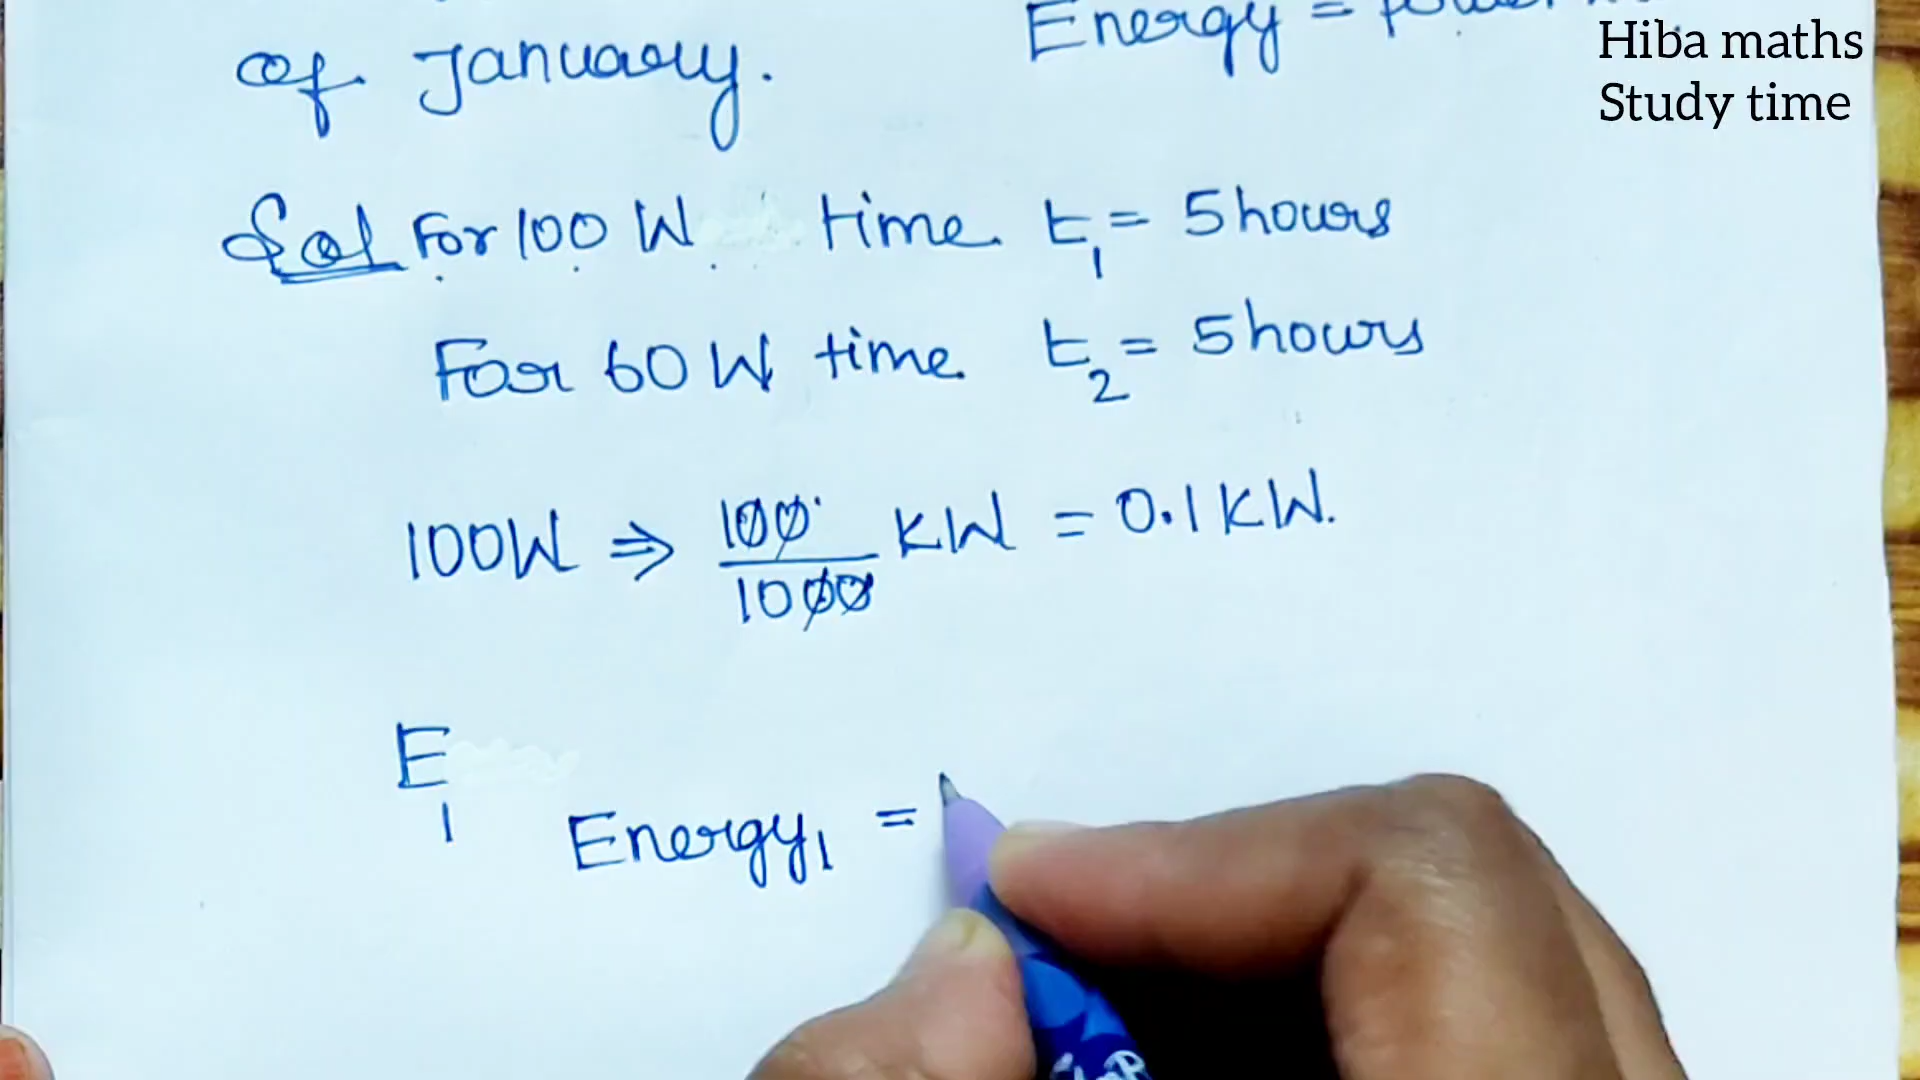 Energy =
Hiba maths
Study time
of January.
Sol For 100 W time t₁ = 5 hours
For 60 W time t₂ = 5 hours
100W ⇒ 100/1000 KW = 0.1 KW.
E₁
Energy₁ =